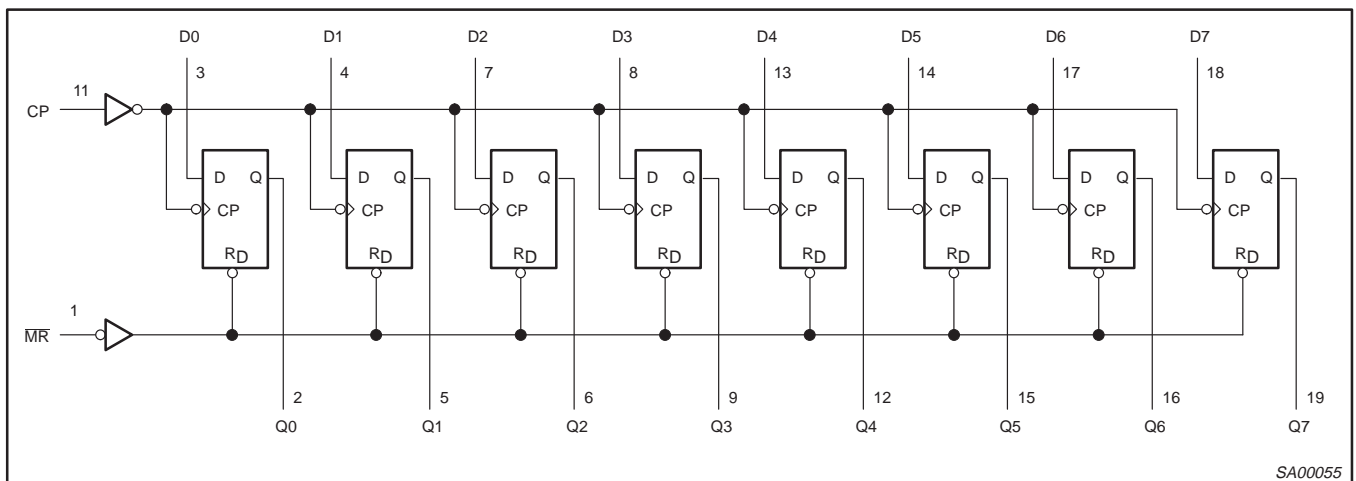 D0 D1 D2 D3 D4 D5 D6 D7
3 4 7 8 13 14 17 18
11
CP
D Q D Q D Q D Q D Q D Q D Q D Q
CP CP CP CP CP CP CP CP
RD RD RD RD RD RD RD RD
1
MR
2 5 6 9 12 15 16 19
Q0 Q1 Q2 Q3 Q4 Q5 Q6 Q7
SA00055